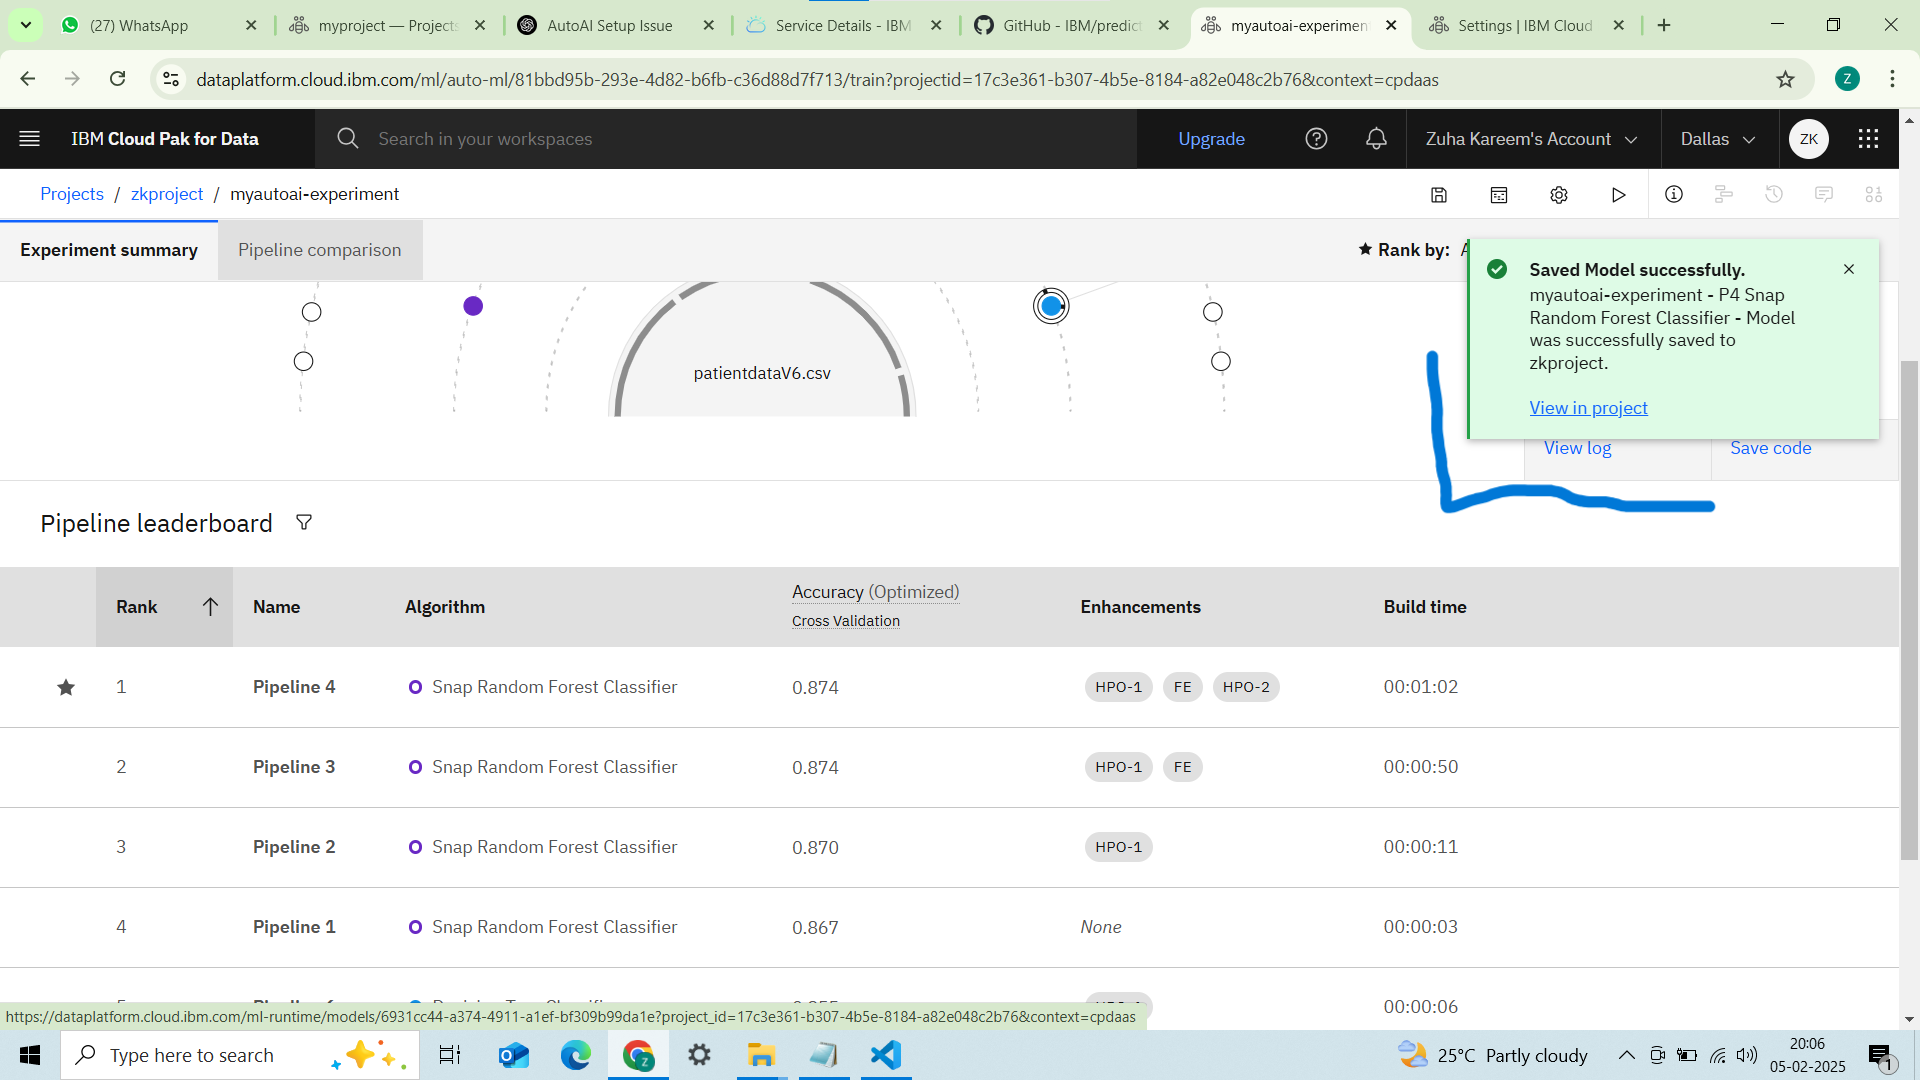 (27) WhatsApp
myproject — Projects
AutoAI Setup Issue
Service Details - IBM
GitHub - IBM/predict
myautoai-experiment
Settings | IBM Cloud
dataplatform.cloud.ibm.com/ml/auto-ml/81bbd95b-293e-4d82-b6fb-c36d88d7f713/train?projectid=17c3e361-b307-4b5e-8184-a82e048c2b76&context=cpdaas
Z
IBM Cloud Pak for Data
Search in your workspaces
Upgrade
Zuha Kareem's Account
Dallas
ZK
Projects / zkproject / myautoai-experiment
Experiment summary
Pipeline comparison
Rank by:
Saved Model successfully.
myautoai-experiment - P4 Snap
Random Forest Classifier - Model
was successfully saved to
zkproject.
View in project
patientdataV6.csv
View log
Save code
Pipeline leaderboard
Rank Name Algorithm Accuracy (Optimized) Enhancements Build time
Cross Validation
1 Pipeline 4 Snap Random Forest Classifier 0.874 HPO-1 FE HPO-2 00:01:02
2 Pipeline 3 Snap Random Forest Classifier 0.874 HPO-1 FE 00:00:50
3 Pipeline 2 Snap Random Forest Classifier 0.870 HPO-1 00:00:11
4 Pipeline 1 Snap Random Forest Classifier 0.867 None 00:00:03
00:00:06
https://dataplatform.cloud.ibm.com/ml-runtime/models/6931cc44-a374-4911-a1ef-bf309b99da1e?project_id=17c3e361-b307-4b5e-8184-a82e048c2b76&context=cpdaas
Type here to search
25°C Partly cloudy
20:06
05-02-2025
1